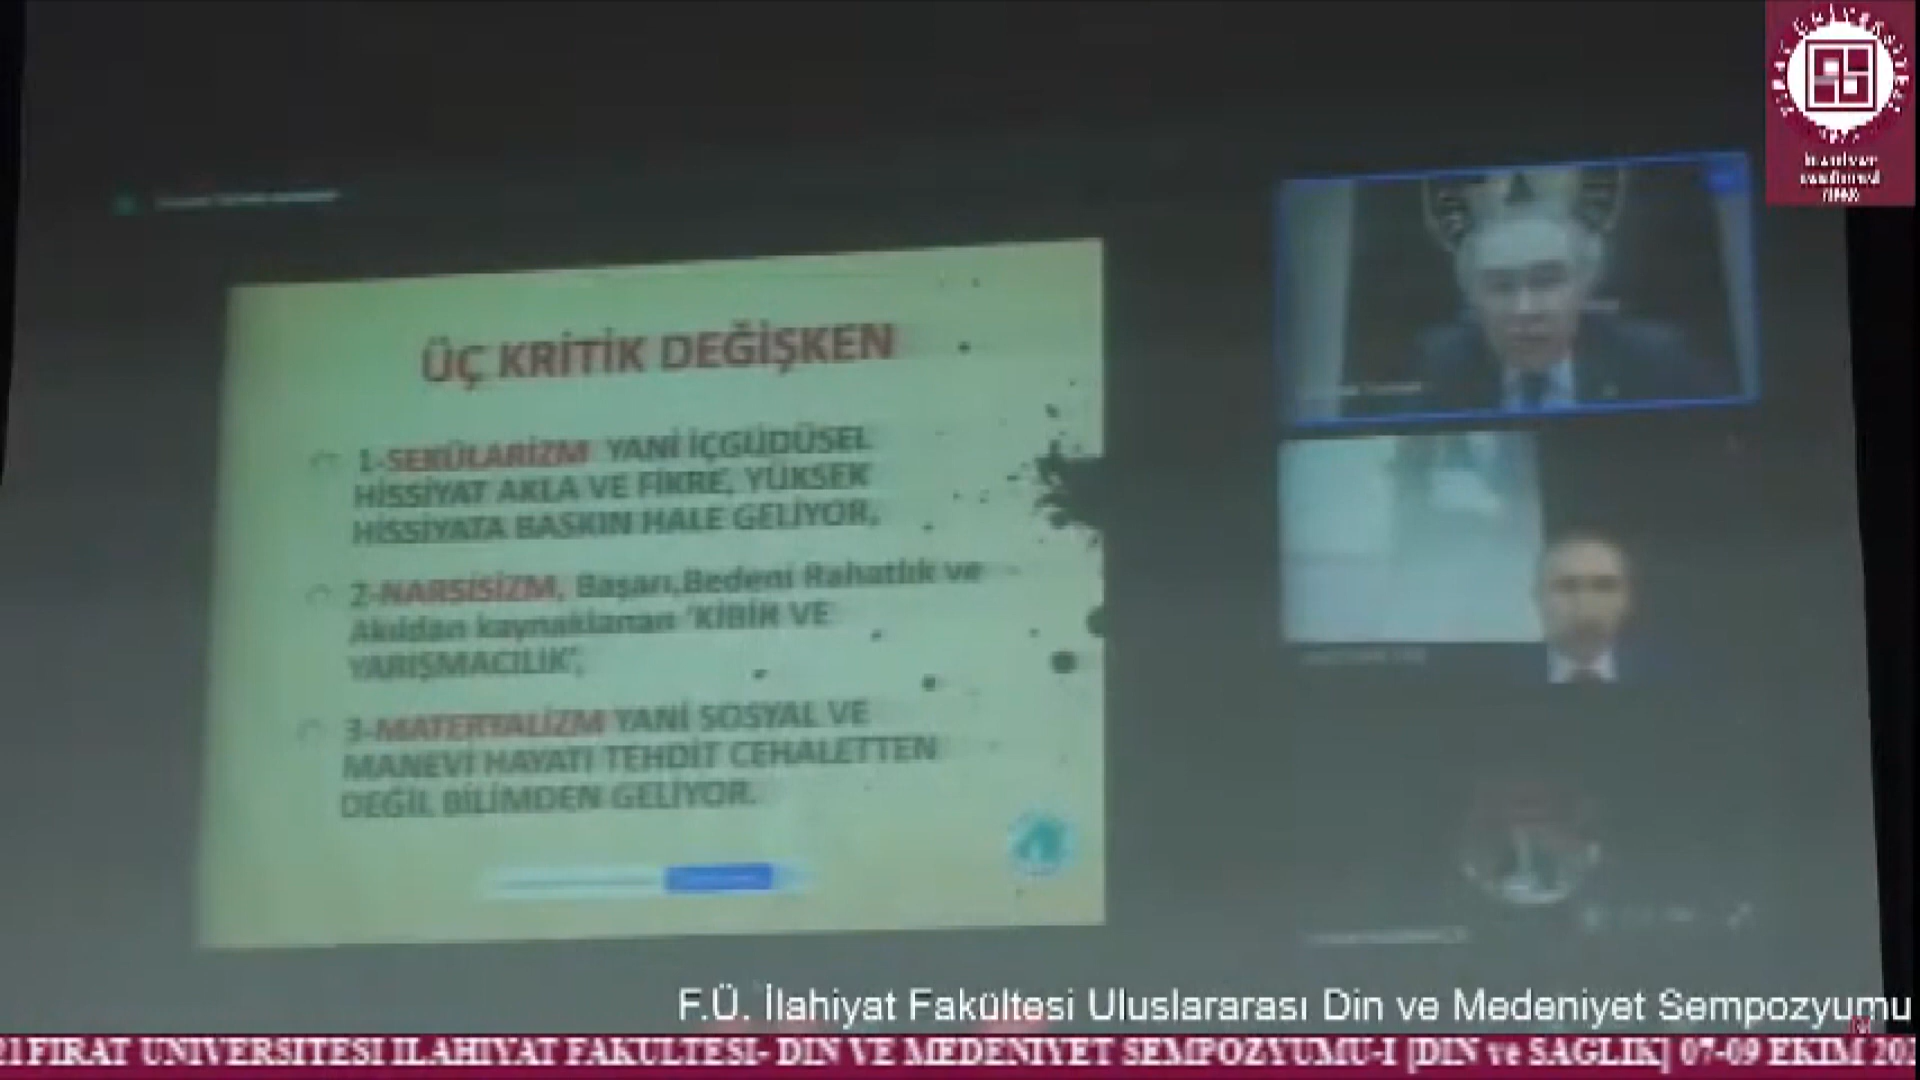 ÜÇ KRİTİK DEĞİŞKEN
1-SEKÜLARİZM YANİ İÇGÜDÜSEL
HİSSİYAT AKLA VE FİKRE, YÜKSEK
HİSSİYATA BASKIN HALE GELİYOR,
2-NARSİSİZM, Başarı,Bedeni Rahatlık ve
Akıldan kaynaklanan 'KİBİR VE
YARIŞMACILIK',
3-MATERYALİZM YANİ SOSYAL VE
MANEVİ HAYATI TEHDİT CEHALETTEN
DEĞİL BİLİMDEN GELİYOR.
F.Ü. İlahiyat Fakültesi Uluslararası Din ve Medeniyet Sempozyumu
21 FIRAT ÜNİVERSİTESİ İLAHİYAT FAKÜLTESİ- DİN VE MEDENİYET SEMPOZYUMU-I [DİN ve SAĞLIK] 07-09 EKİM 202